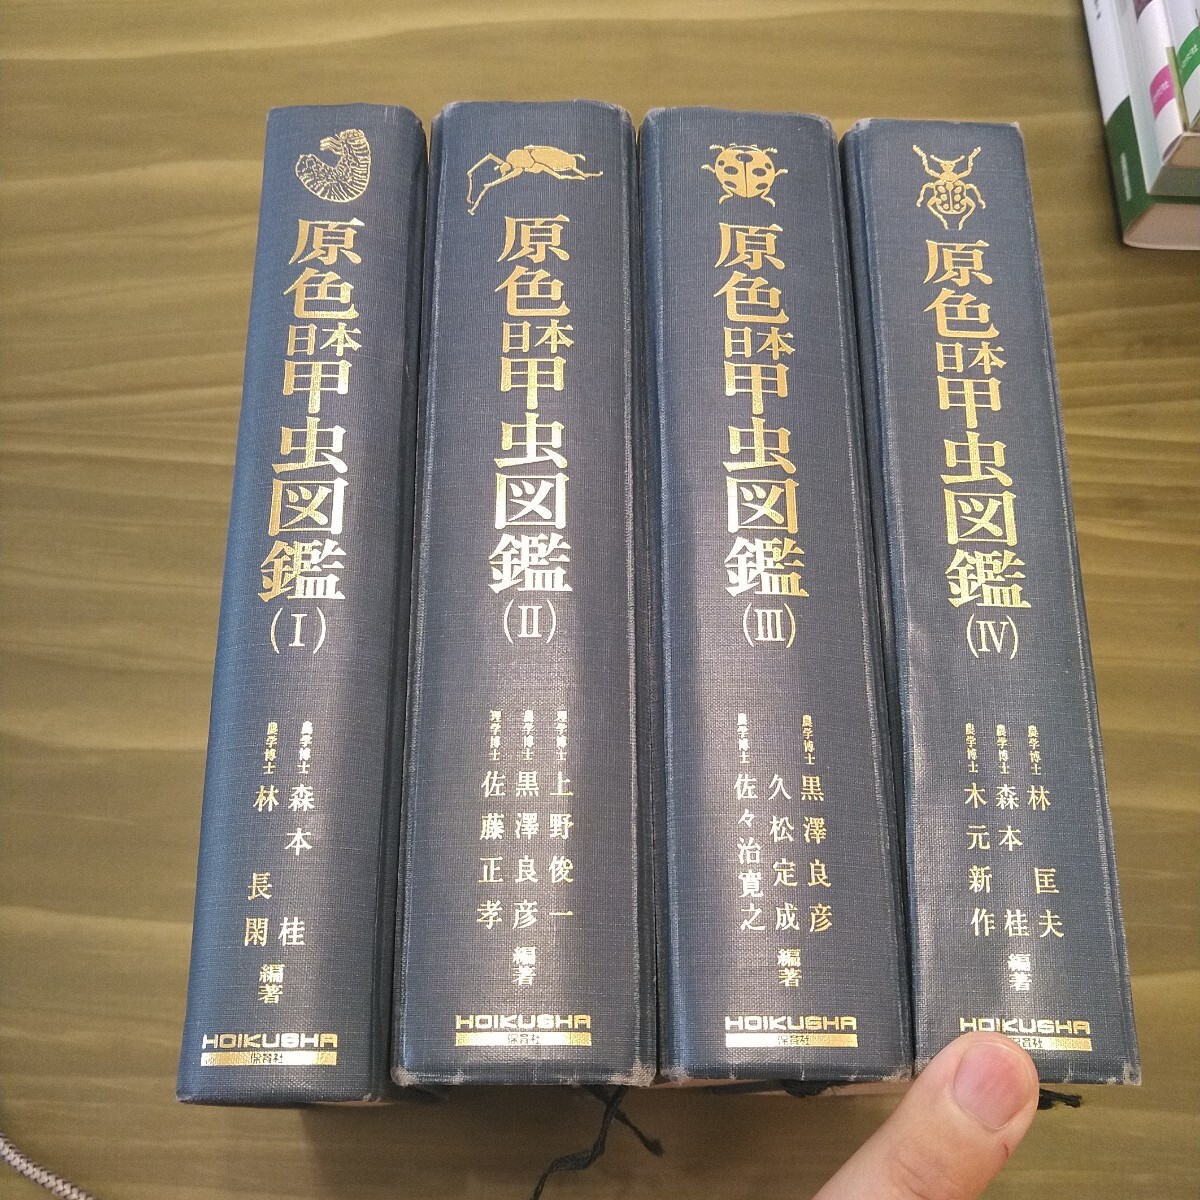 原色日本甲虫図鑑
(I)
農学博士 森本 桂
農学博士 林 長閑
編著
HOIKUSHA
保育社
原色日本甲虫図鑑
(II)
理学博士 上野俊一
農学博士 黒澤良彦
理学博士 佐藤正孝
編著
HOIKUSHA
保育社
原色日本甲虫図鑑
(III)
農学博士 黒澤良彦
久松定成
農学博士 佐々治寛之
編著
HOIKUSHA
保育社
原色日本甲虫図鑑
(IV)
農学博士 林 匡夫
農学博士 森本 桂
農学博士 木元新作
編著
HOIKUSHA
保育社